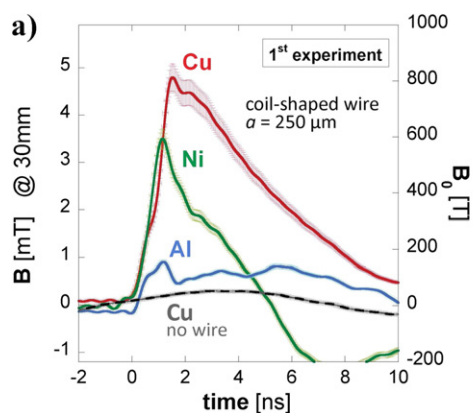 a)
1st experiment
coil-shaped wire
a = 250 μm
Cu
Ni
Al
Cu
no wire
B [mT] @ 30mm
5
4
3
2
1
0
-1
B0 [T]
1000
800
600
400
200
0
-200
-2 0 2 4 6 8 10
time [ns]